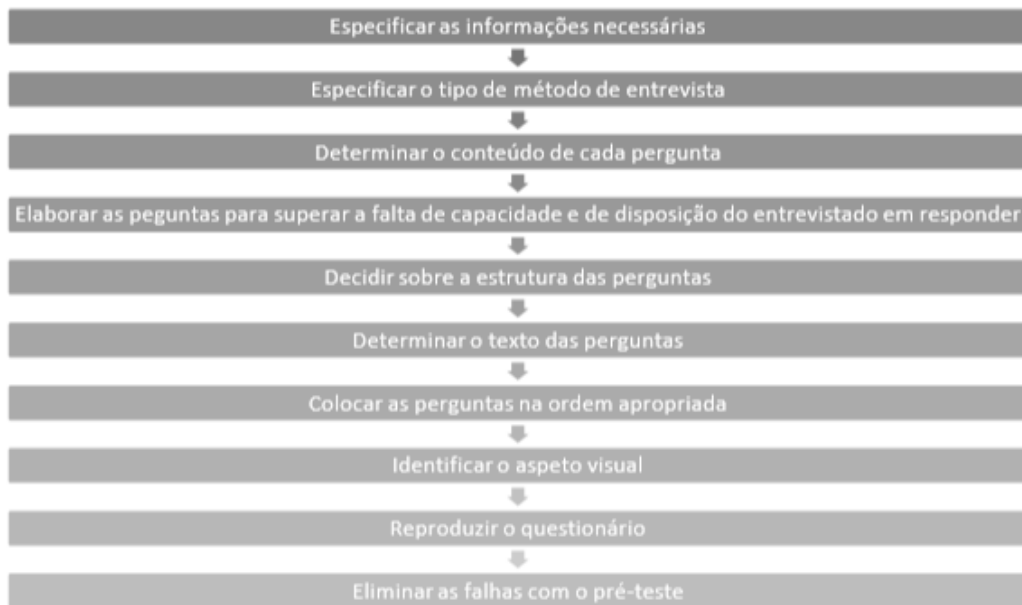 Especificar as informações necessárias
Especificar o tipo de método de entrevista
Determinar o conteúdo de cada pergunta
Elaborar as peguntas para superar a falta de capacidade e de disposição do entrevistado em responder
Decidir sobre a estrutura das perguntas
Determinar o texto das perguntas
Colocar as perguntas na ordem apropriada
Identificar o aspeto visual
Reproduzir o questionário
Eliminar as falhas com o pré-teste